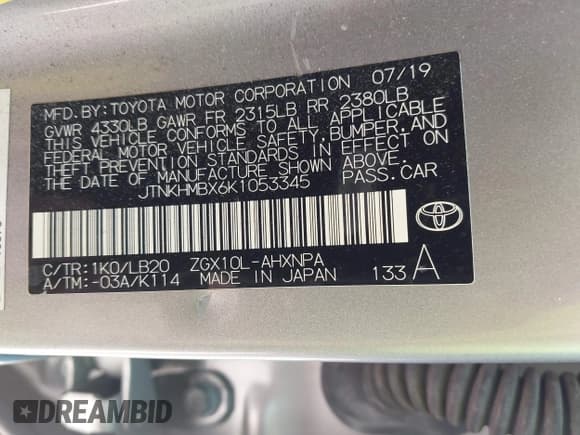 MFD. BY: TOYOTA MOTOR CORPORATION 07/19
GVWR 4330LB GAWR FR 2315LB RR 2380LB
THIS VEHICLE CONFORMS TO ALL APPLICABLE
FEDERAL MOTOR VEHICLE SAFETY, BUMPER, AND
THEFT PREVENTION STANDARDS IN EFFECT ON
THE DATE OF MANUFACTURE SHOWN ABOVE.
JTNKHMBX6K1053345 PASS. CAR
C/TR: 1K0/LB20 ZGX10L-AHXNPA
A/TM: -03A/K114 MADE IN JAPAN 133 A
DREAMBID